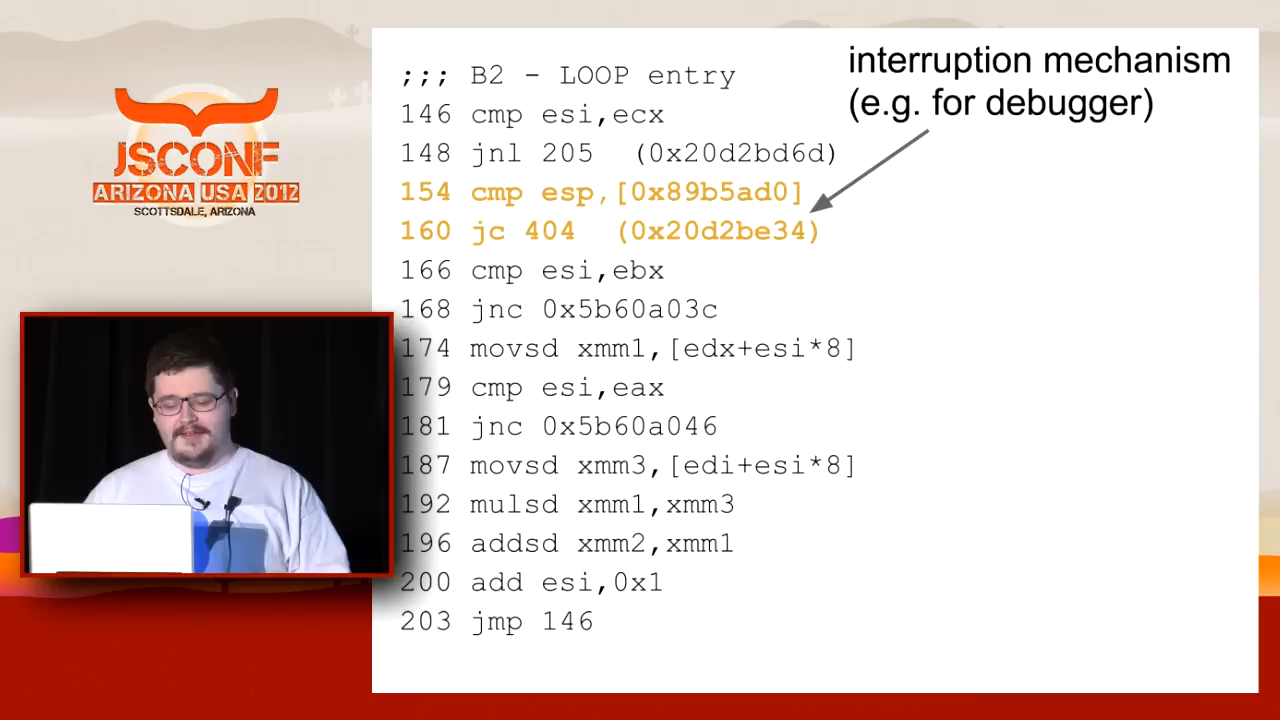 JSCONF
ARIZONA USA 2012
SCOTTSDALE, ARIZONA
interruption mechanism
(e.g. for debugger)
;;; B2 - LOOP entry
146 cmp esi,ecx
148 jnl 205 (0x20d2bd6d)
154 cmp esp,[0x89b5ad0]
160 jc 404 (0x20d2be34)
166 cmp esi,ebx
168 jnc 0x5b60a03c
174 movsd xmm1,[edx+esi*8]
179 cmp esi,eax
181 jnc 0x5b60a046
187 movsd xmm3,[edi+esi*8]
192 mulsd xmm1,xmm3
196 addsd xmm2,xmm1
200 add esi,0x1
203 jmp 146